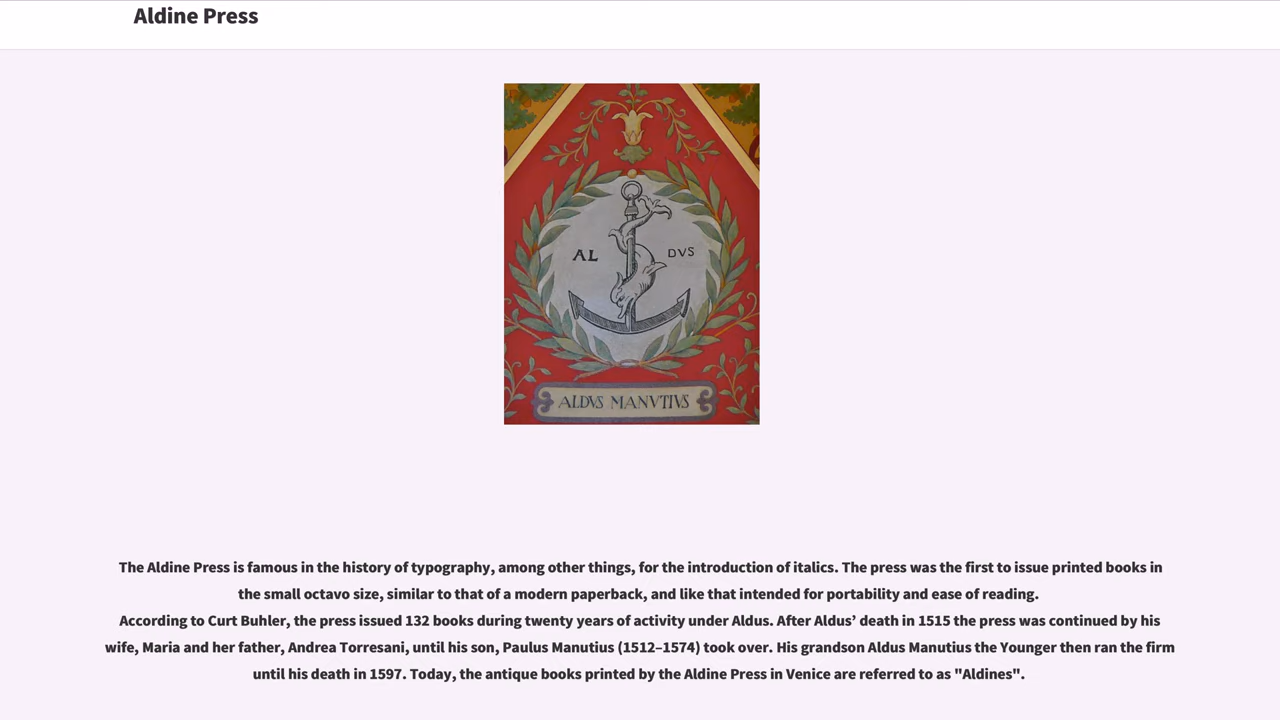 Aldine Press
AL DVS
ALDVS MANVTIVS
The Aldine Press is famous in the history of typography, among other things, for the introduction of italics. The press was the first to issue printed books in
the small octavo size, similar to that of a modern paperback, and like that intended for portability and ease of reading.
According to Curt Buhler, the press issued 132 books during twenty years of activity under Aldus. After Aldus’ death in 1515 the press was continued by his
wife, Maria and her father, Andrea Torresani, until his son, Paulus Manutius (1512–1574) took over. His grandson Aldus Manutius the Younger then ran the firm
until his death in 1597. Today, the antique books printed by the Aldine Press in Venice are referred to as "Aldines".